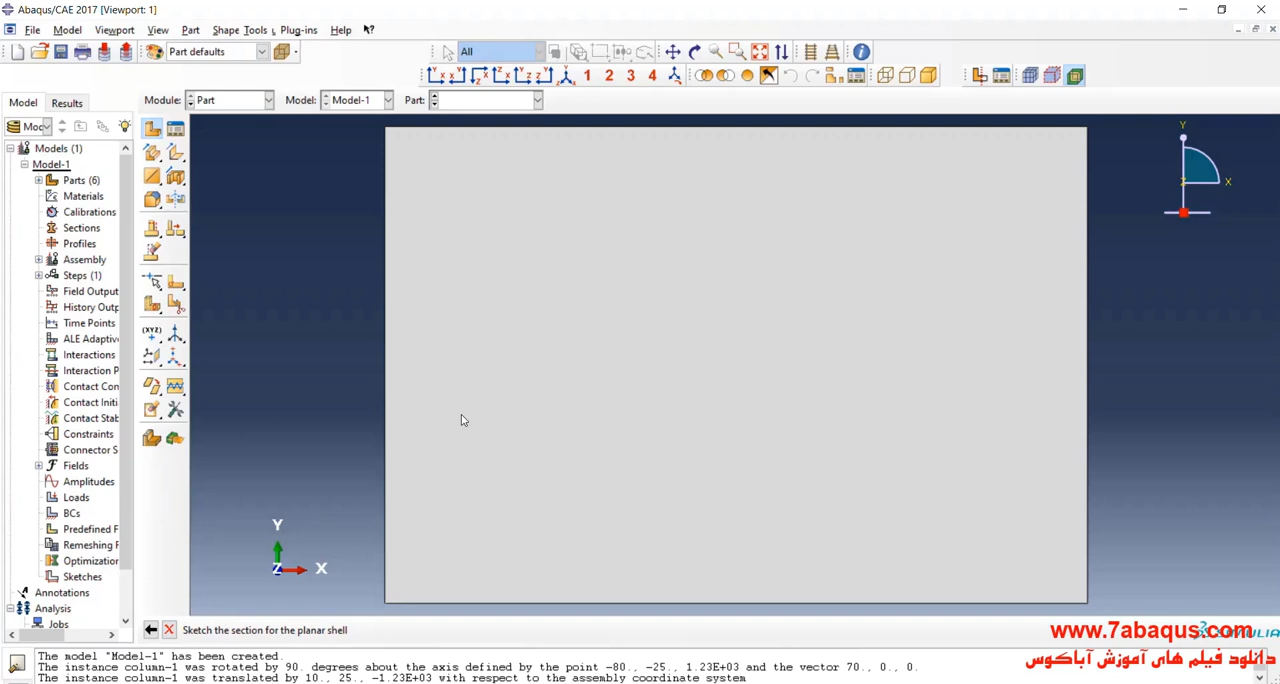 Abaqus/CAE 2017 [Viewport: 1]
File Model Viewport View Part Shape Tools Plug-ins Help
All
Part defaults
1 2 3 4
Model Results
Module: Part Model: Model-1 Part:
Models (1)
Model-1
Parts (6)
Materials
Calibrations
Sections
Profiles
Assembly
Steps (1)
Field Output
History Outp
Time Points
ALE Adaptiv
Interactions
Interaction P
Contact Con
Contact Initi
Contact Stab
Constraints
Connector S
Fields
Amplitudes
Loads
BCs
Predefined F
Remeshing F
Optimization
Sketches
Annotations
Analysis
Jobs
(XYZ)
Y
X
Z
Y
Z X
Sketch the section for the planar shell
www.7abaqus.com
دانلود فیلم های آموزش آباکوس
The model "Model-1" has been created.
The instance column-1 was rotated by 90. degrees about the axis defined by the point -80., -25., 1.23E+03 and the vector 70., 0., 0.
The instance column-1 was translated by 10., 25., -1.23E+03 with respect to the assembly coordinate system